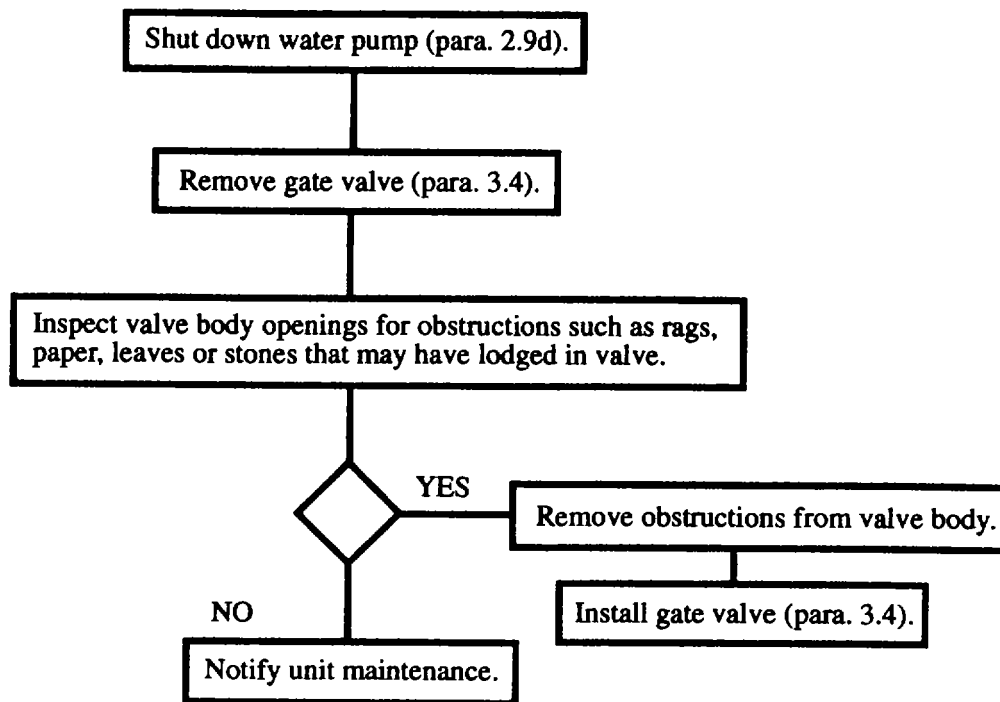 Shut down water pump (para. 2.9d).
Remove gate valve (para. 3.4).
Inspect valve body openings for obstructions such as rags,
paper, leaves or stones that may have lodged in valve.
YES
Remove obstructions from valve body.
Install gate valve (para. 3.4).
NO
Notify unit maintenance.